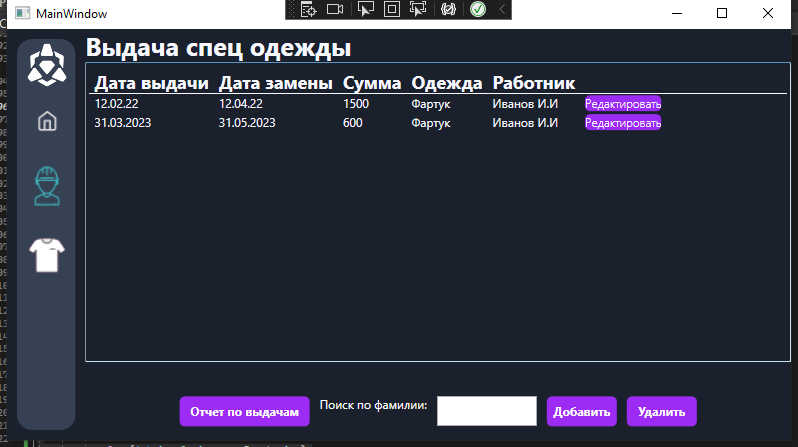 MainWindow
Выдача спец одежды
Дата выдачи Дата замены Сумма Одежда Работник
12.02.22 12.04.22 1500 Фартук Иванов И.И Редактировать
31.03.2023 31.05.2023 600 Фартук Иванов И.И Редактировать
Отчет по выдачам Поиск по фамилии: Добавить Удалить